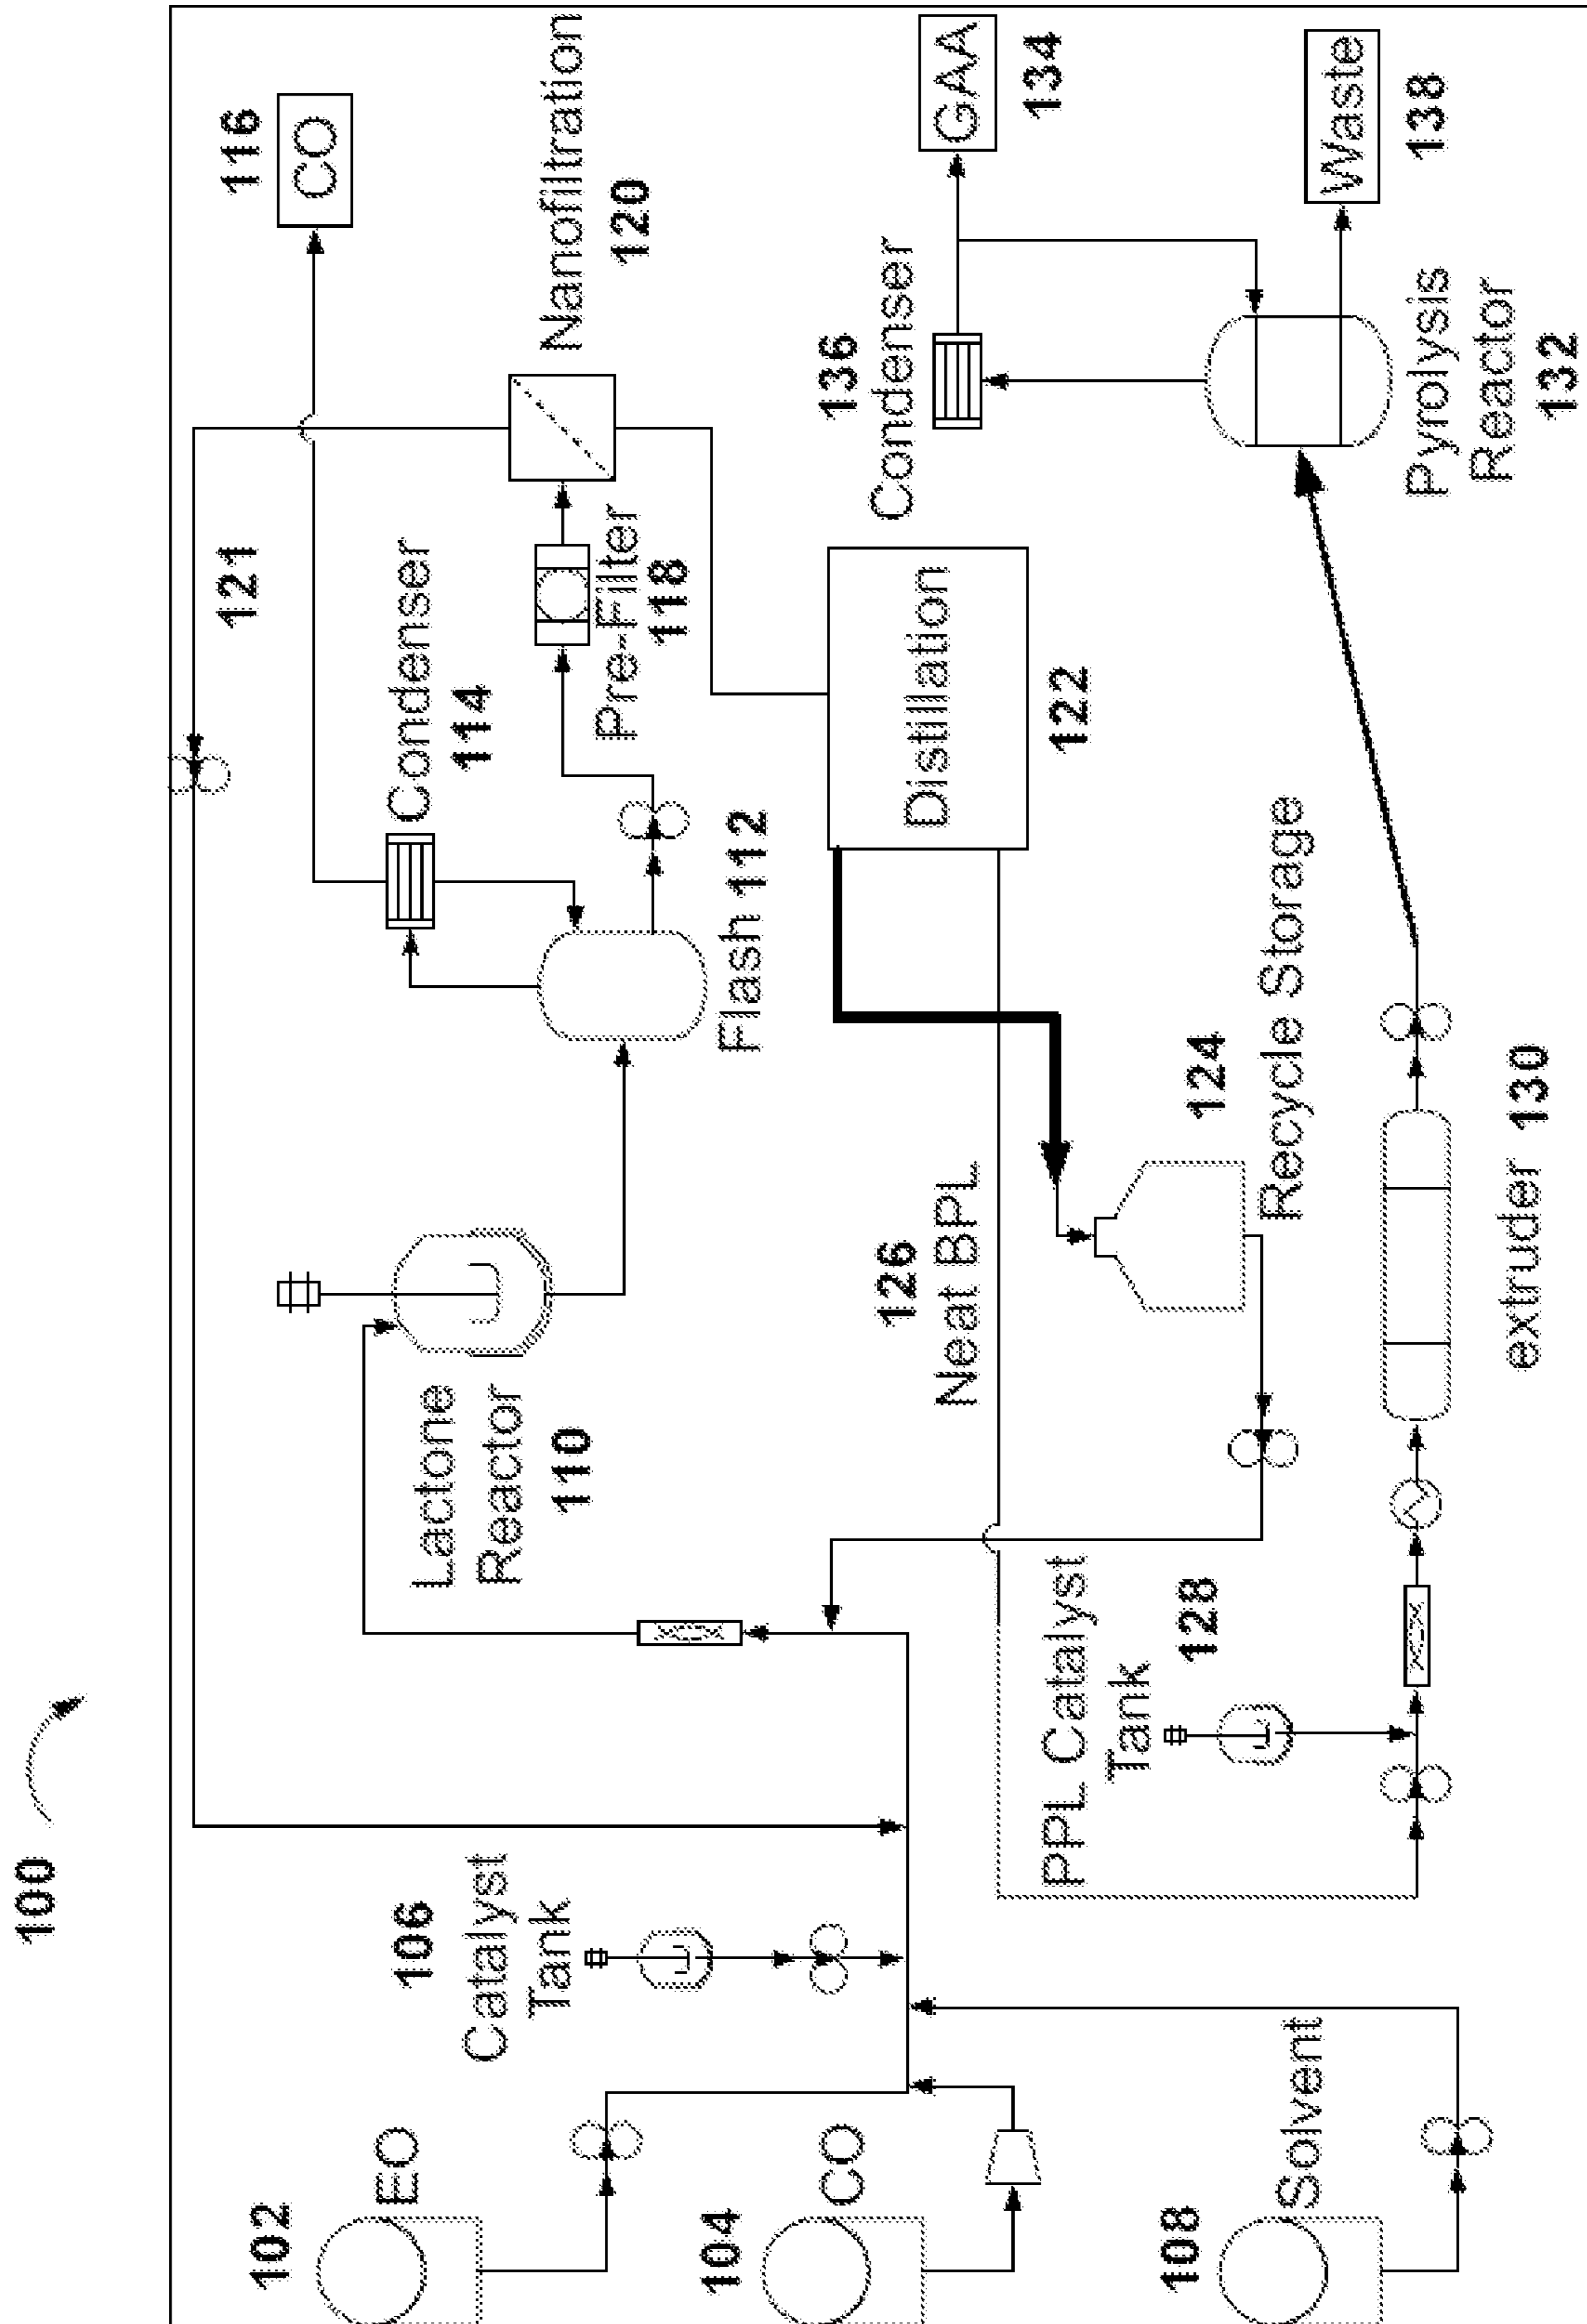 100
102
EO
104
CO
108
Solvent
106
Catalyst
Tank
Lactone
Reactor
110
121
Condenser
114
116
CO
Flash 112
Pre-Filter
118
Nanofiltration
120
Distillation
122
126
Neat BPL
124
Recycle Storage
PPL Catalyst
Tank
128
extruder 130
136
Condenser
GAA
134
Pyrolysis
Reactor
132
Waste
138